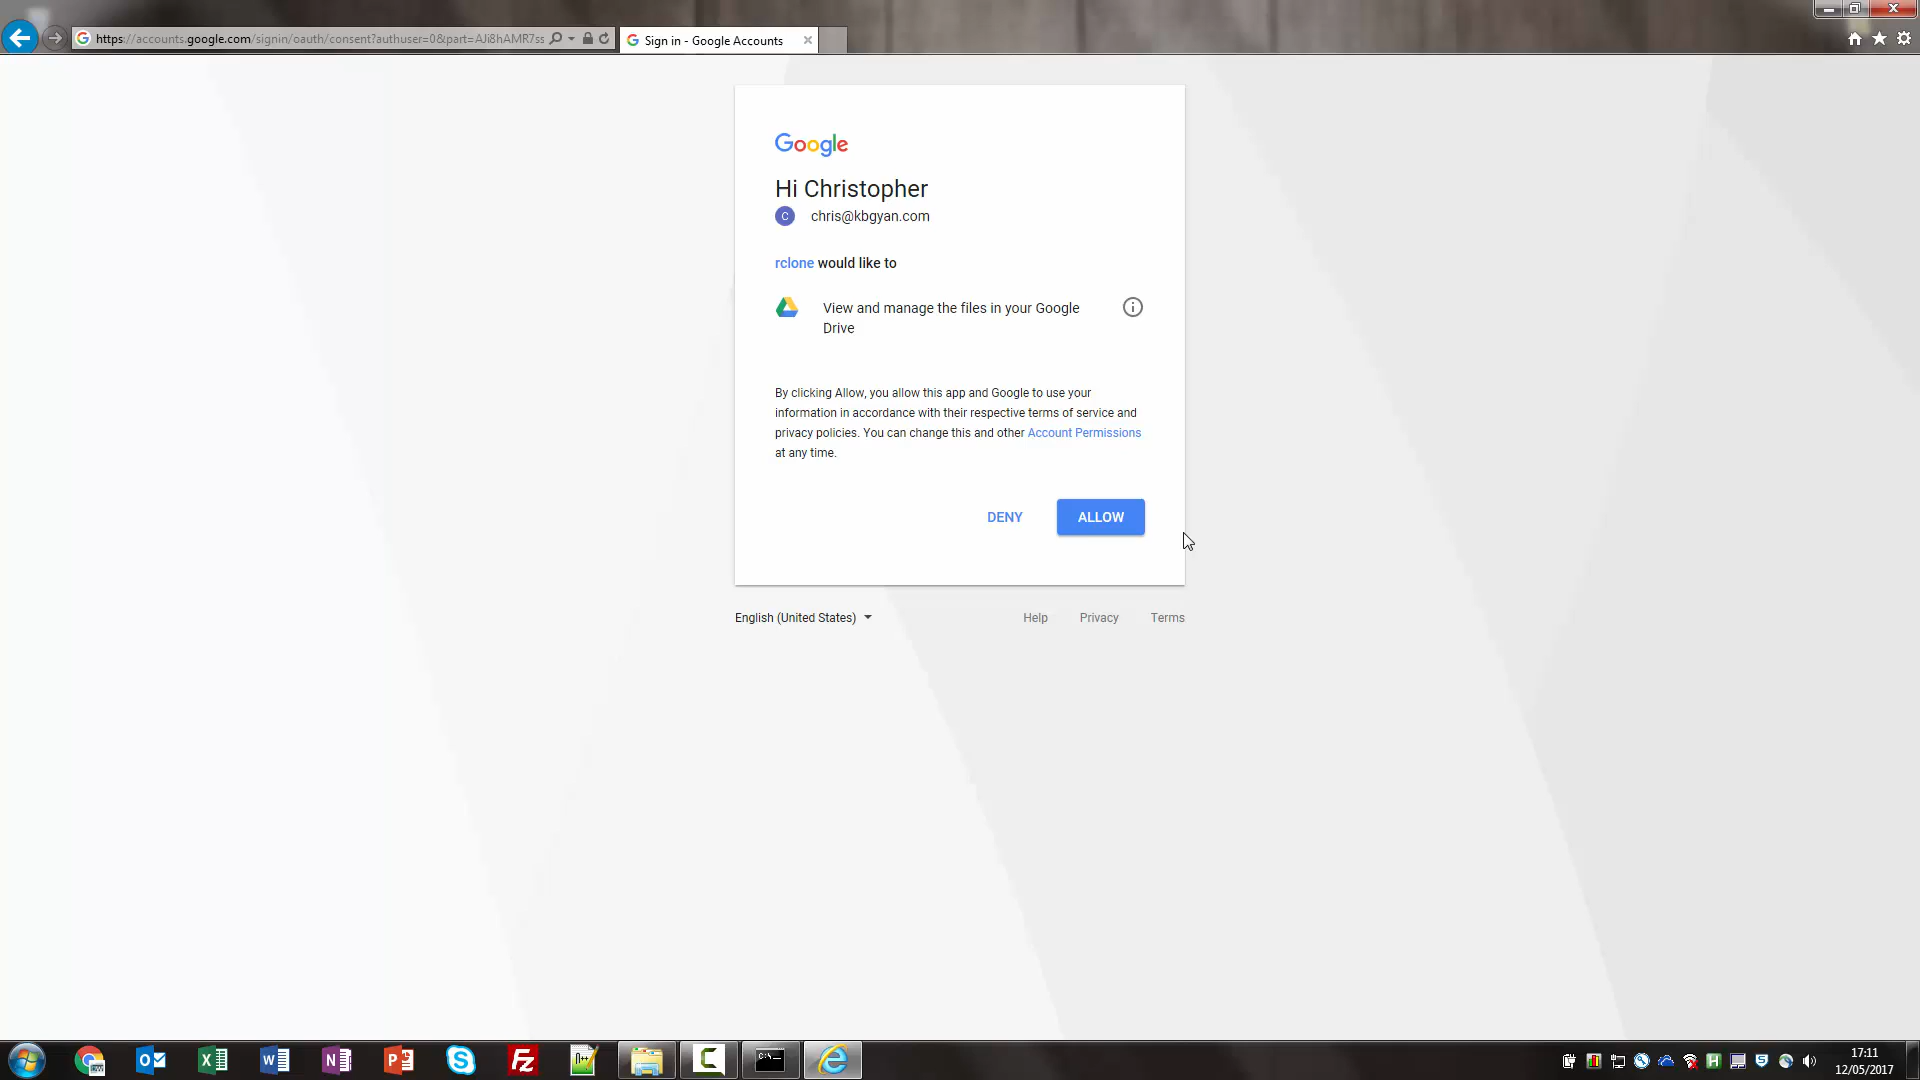 https://accounts.google.com/signin/oauth/consent?authuser=0&part=AJi8hAMR7ss
Sign in - Google Accounts
Google
Hi Christopher
C chris@kbgyan.com
rclone would like to
View and manage the files in your Google
Drive
By clicking Allow, you allow this app and Google to use your
information in accordance with their respective terms of service and
privacy policies. You can change this and other Account Permissions
at any time.
DENY ALLOW
English (United States) Help Privacy Terms
17:11
12/05/2017